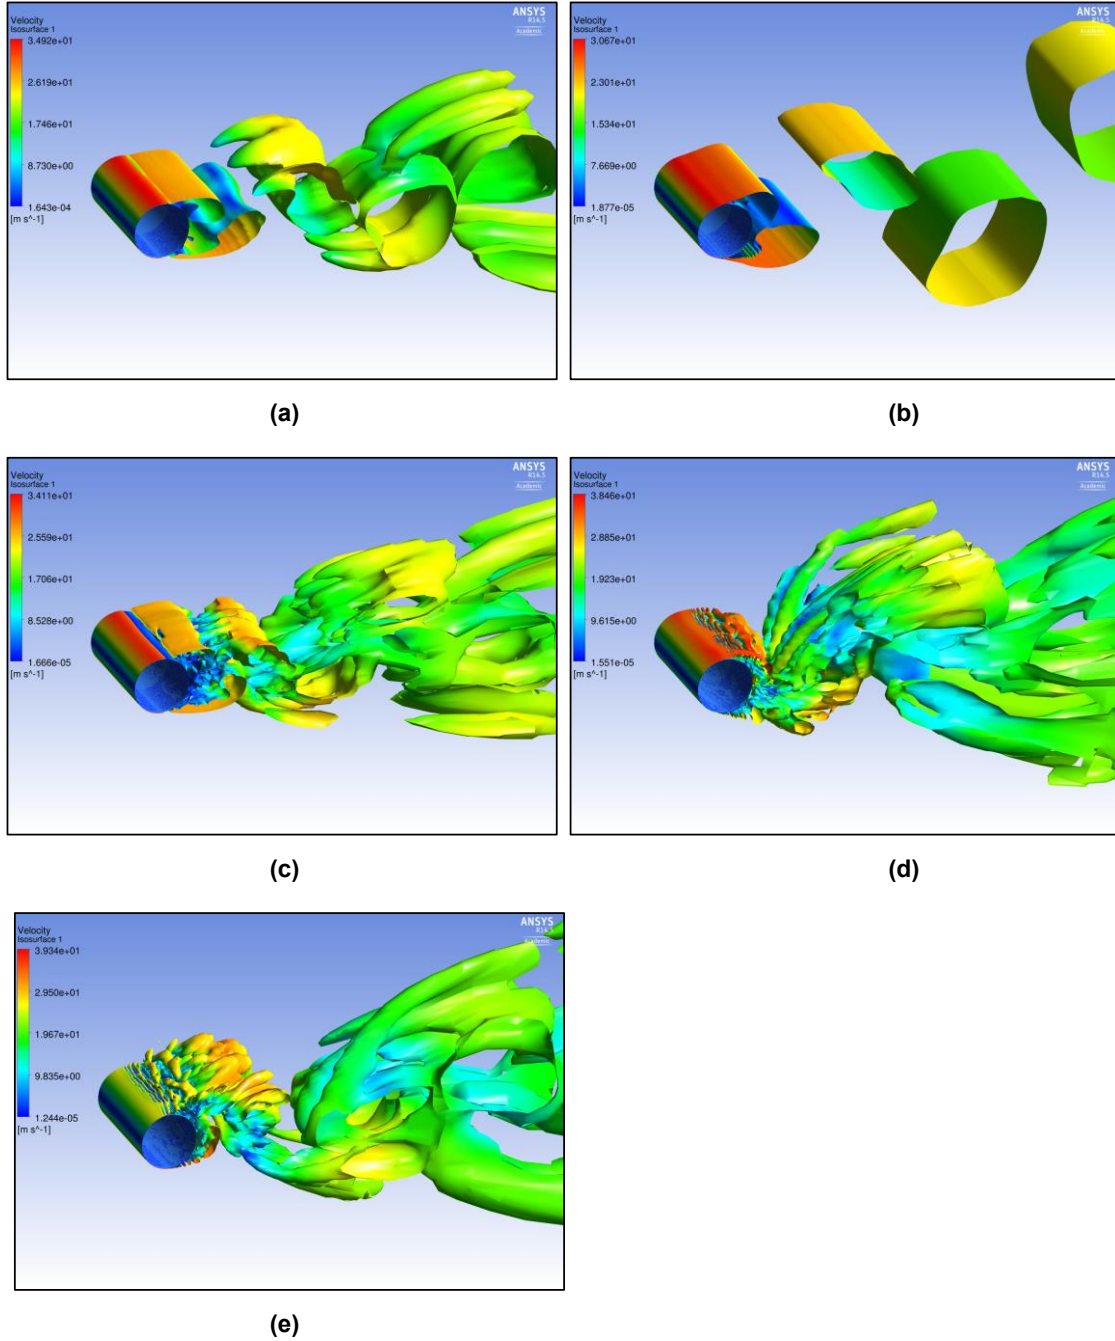 Velocity
Isosurface 1
3.492e+01
2.619e+01
1.746e+01
8.730e+00
1.643e-04
[m s^-1]
ANSYS
R14.5
Academic
Velocity
Isosurface 1
3.067e+01
2.301e+01
1.534e+01
7.669e+00
1.877e-05
[m s^-1]
ANSYS
R14.5
Academic
(a)
(b)
Velocity
Isosurface 1
3.411e+01
2.559e+01
1.706e+01
8.528e+00
1.666e-05
[m s^-1]
ANSYS
R14.5
Academic
Velocity
Isosurface 1
3.846e+01
2.885e+01
1.923e+01
9.615e+00
1.551e-05
[m s^-1]
ANSYS
R14.5
Academic
(c)
(d)
Velocity
Isosurface 1
3.934e+01
2.950e+01
1.967e+01
9.835e+00
1.244e-05
[m s^-1]
ANSYS
R14.5
Academic
(e)